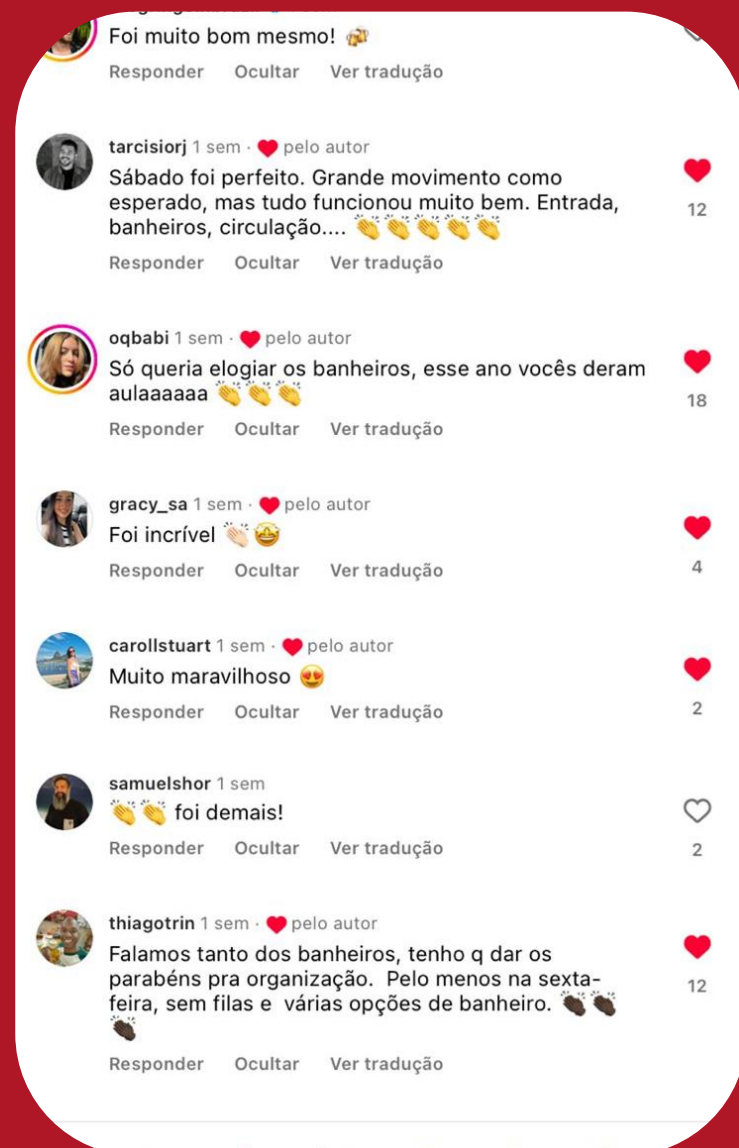 Foi muito bom mesmo! 🍻
Responder Ocultar Ver tradução
tarcisiorj 1 sem · ❤️ pelo autor
Sábado foi perfeito. Grande movimento como
esperado, mas tudo funcionou muito bem. Entrada,
banheiros, circulação.... 👏👏👏👏👏
12
Responder Ocultar Ver tradução
oqbabi 1 sem · ❤️ pelo autor
Só queria elogiar os banheiros, esse ano vocês deram
aulaaaaaa 👏👏👏
18
Responder Ocultar Ver tradução
gracy_sa 1 sem · ❤️ pelo autor
Foi incrível 👏🏻🤩
4
Responder Ocultar Ver tradução
carollstuart 1 sem · ❤️ pelo autor
Muito maravilhoso 😍
2
Responder Ocultar Ver tradução
samuelshor 1 sem
👏👏 foi demais!
2
Responder Ocultar Ver tradução
thiagotrin 1 sem · ❤️ pelo autor
Falamos tanto dos banheiros, tenho q dar os
parabéns pra organização. Pelo menos na sexta-
feira, sem filas e várias opções de banheiro. 👏🏿👏🏿
👏🏿
12
Responder Ocultar Ver tradução